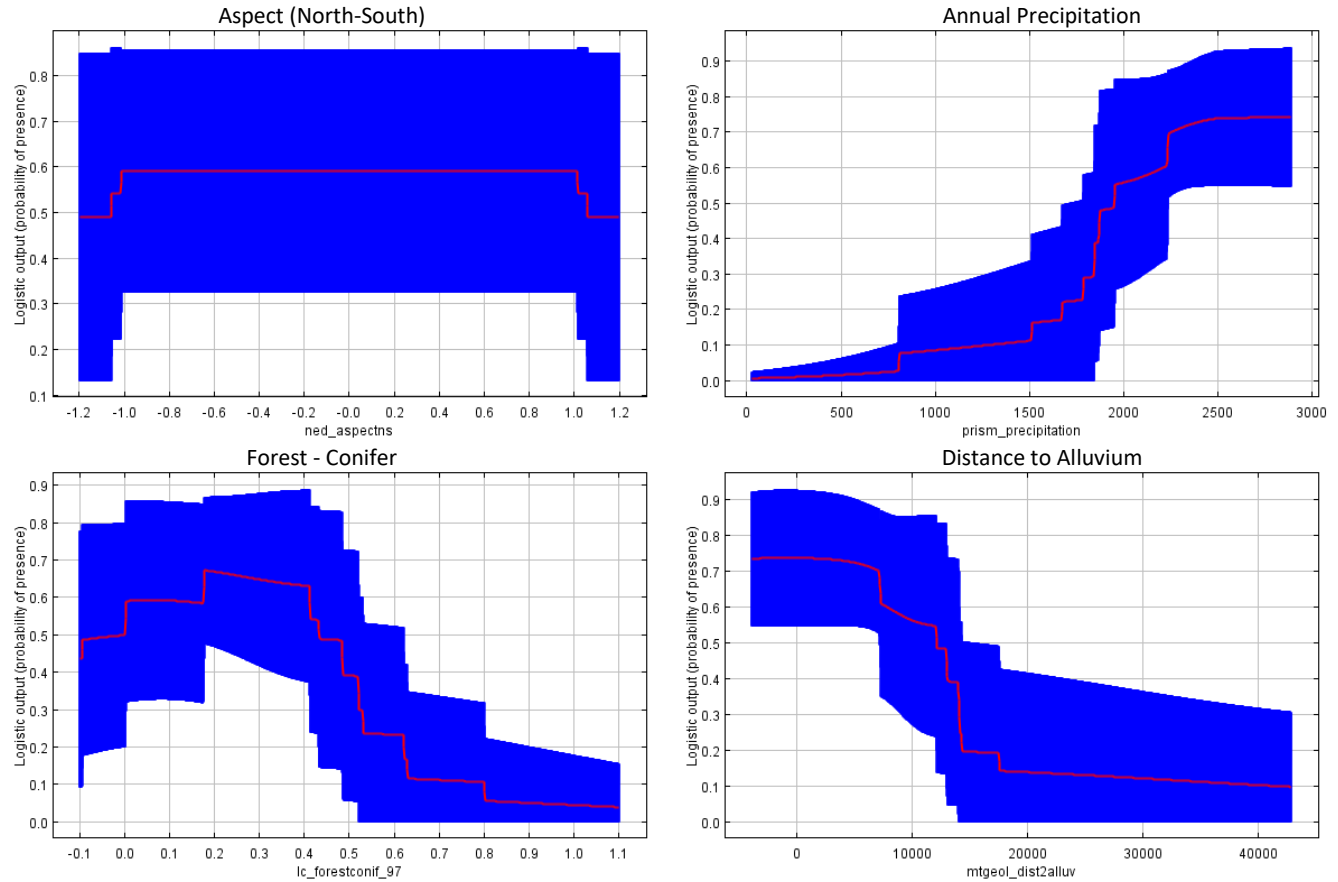 Aspect (North-South)
Logistic output (probability of presence)
0.8
0.7
0.6
0.5
0.4
0.3
0.2
0.1
-1.2 -1.0 -0.8 -0.6 -0.4 -0.2 -0.0 0.2 0.4 0.6 0.8 1.0 1.2
ned_aspectns
Annual Precipitation
Logistic output (probability of presence)
0.9
0.8
0.7
0.6
0.5
0.4
0.3
0.2
0.1
0.0
0 500 1000 1500 2000 2500 3000
prism_precipitation
Forest - Conifer
Logistic output (probability of presence)
0.9
0.8
0.7
0.6
0.5
0.4
0.3
0.2
0.1
0.0
-0.1 0.0 0.1 0.2 0.3 0.4 0.5 0.6 0.7 0.8 0.9 1.0 1.1
lc_forestconif_97
Distance to Alluvium
Logistic output (probability of presence)
0.9
0.8
0.7
0.6
0.5
0.4
0.3
0.2
0.1
0.0
0 10000 20000 30000 40000
mtgeol_dist2alluv